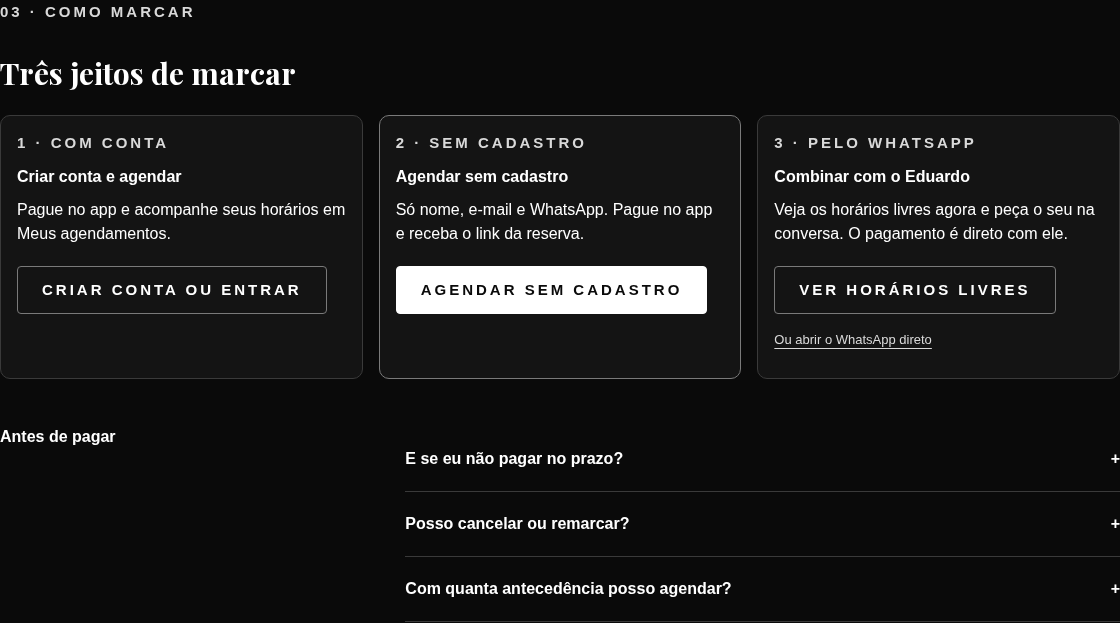 03 · COMO MARCAR
Três jeitos de marcar
1 · COM CONTA
Criar conta e agendar
Pague no app e acompanhe seus horários em
Meus agendamentos.
CRIAR CONTA OU ENTRAR
2 · SEM CADASTRO
Agendar sem cadastro
Só nome, e-mail e WhatsApp. Pague no app
e receba o link da reserva.
AGENDAR SEM CADASTRO
3 · PELO WHATSAPP
Combinar com o Eduardo
Veja os horários livres agora e peça o seu na
conversa. O pagamento é direto com ele.
VER HORÁRIOS LIVRES
Ou abrir o WhatsApp direto
Antes de pagar
E se eu não pagar no prazo? +
Posso cancelar ou remarcar? +
Com quanta antecedência posso agendar? +